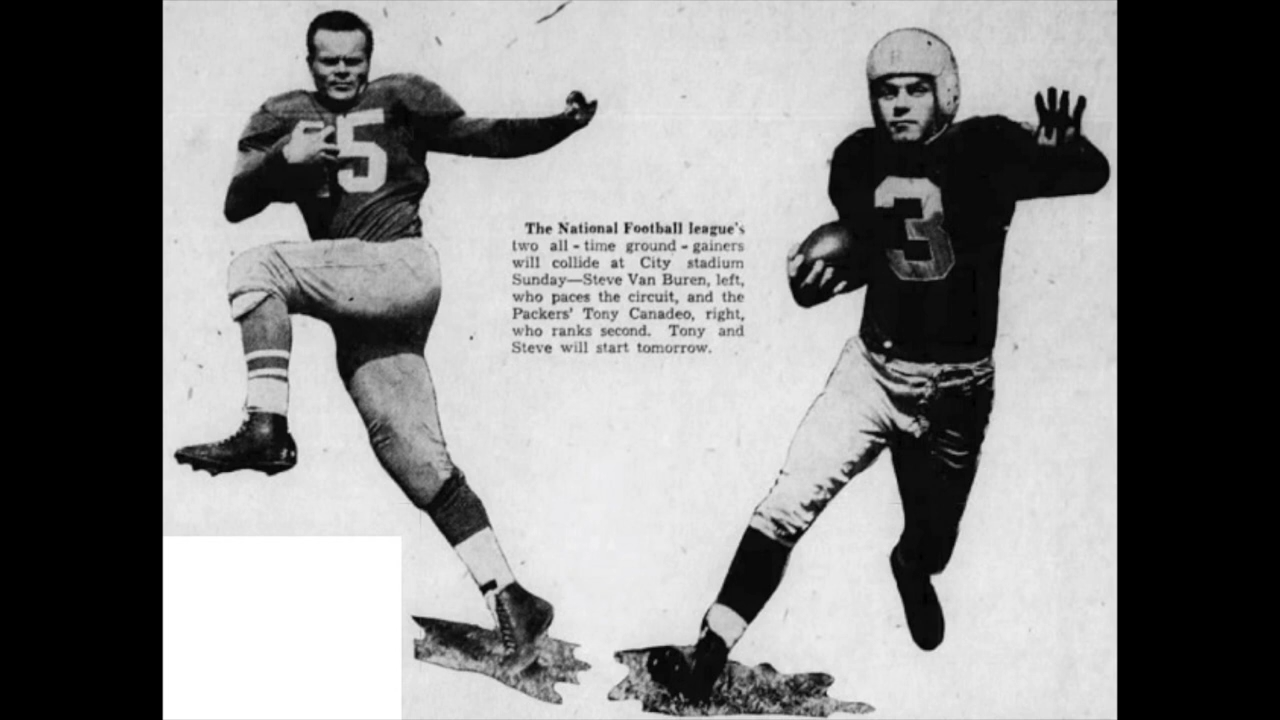 5
3
The National Football league's
two all - time ground - gainers
will collide at City stadium
Sunday—Steve Van Buren, left,
who paces the circuit, and the
Packers' Tony Canadeo, right,
who ranks second. Tony and
Steve will start tomorrow.